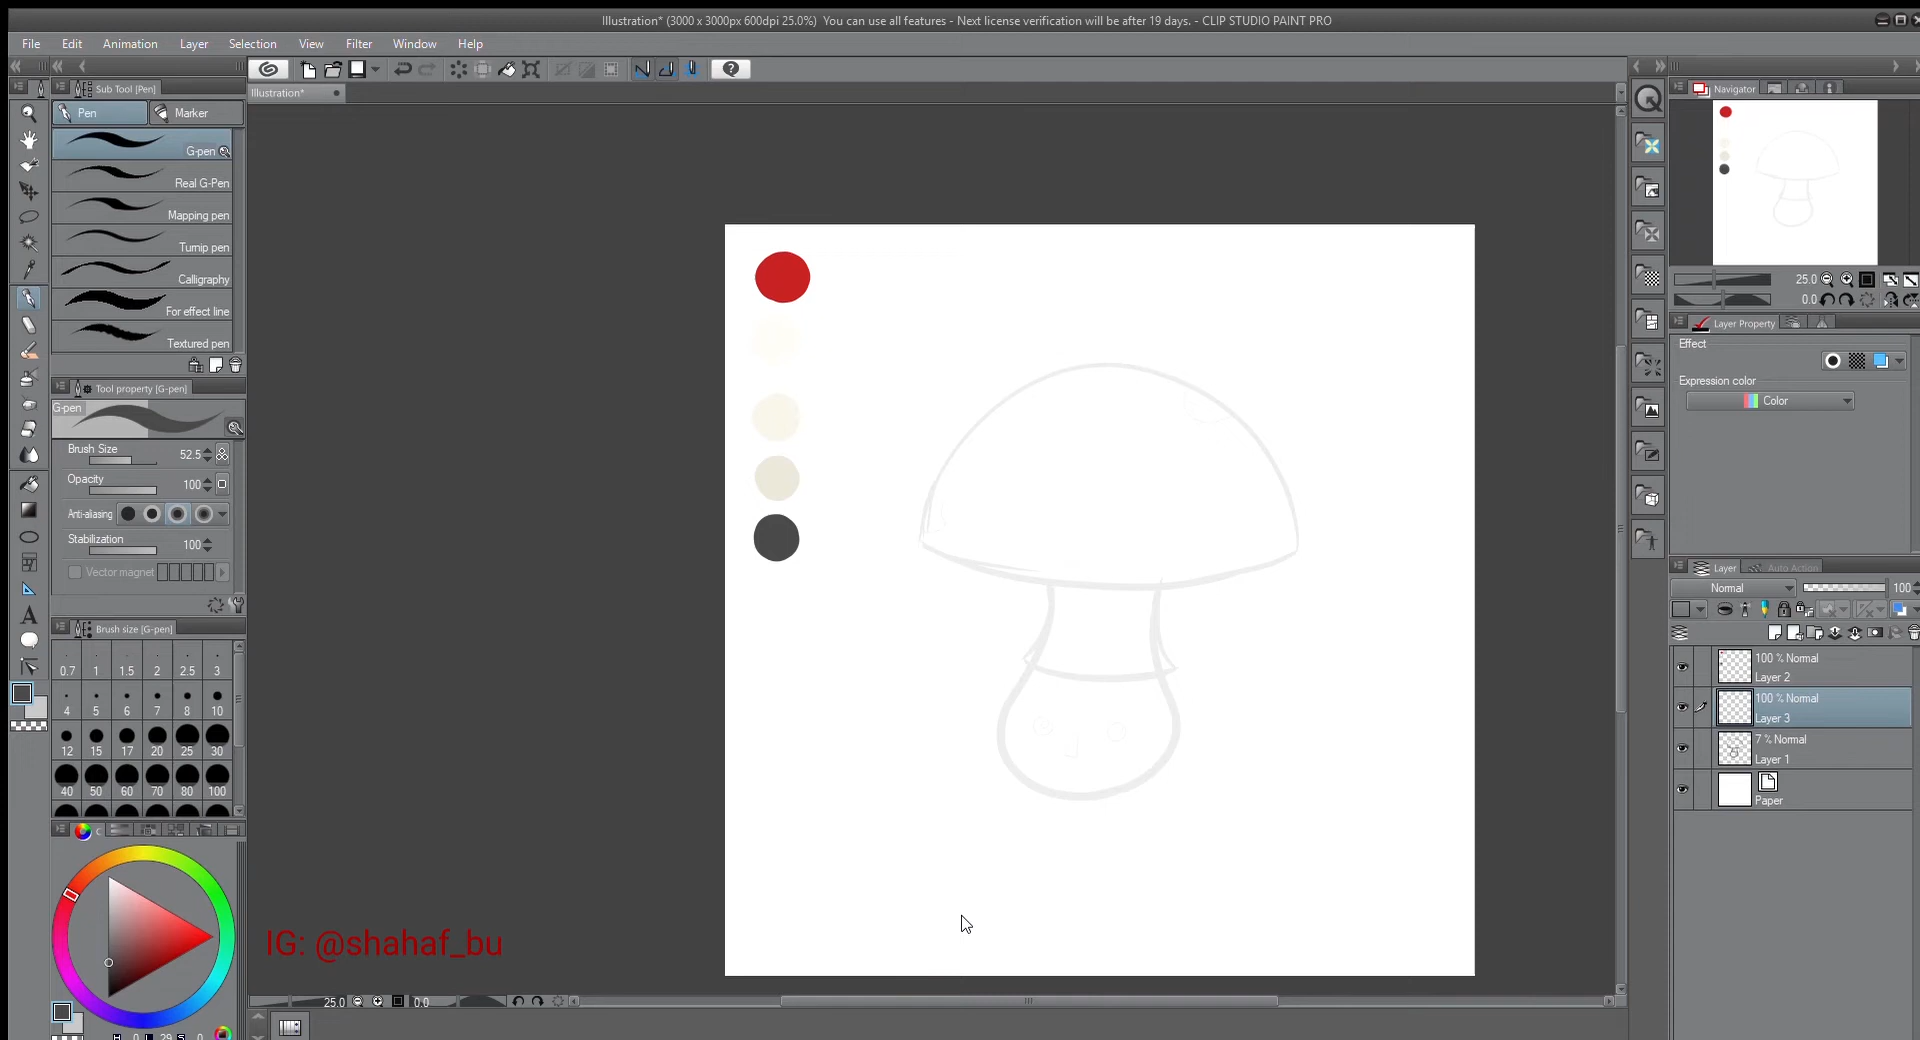 Illustration* (3000 x 3000px 600dpi 25.0%)  You can use all features - Next license verification will be after 19 days. - CLIP STUDIO PAINT PRO
File Edit Animation Layer Selection View Filter Window Help
Sub Tool [Pen]
Pen Marker
G-pen
Real G-Pen
Mapping pen
Turnip pen
Calligraphy
For effect line
Textured pen
Tool property [G-pen]
G-pen
Brush Size 52.5
Opacity 100
Anti-aliasing
Stabilization 100
Vector magnet
Brush size [G-pen]
0.7 1 1.5 2 2.5 3
4 5 6 7 8 10
12 15 17 20 25 30
40 50 60 70 80 100
Illustration*
IG: @shahaf_bu
25.0 0.0
Navigator
25.0
0.0
Layer Property
Effect
Expression color
Color
Layer Auto Action
Normal 100
100 % Normal
Layer 2
100 % Normal
Layer 3
7 % Normal
Layer 1
Paper